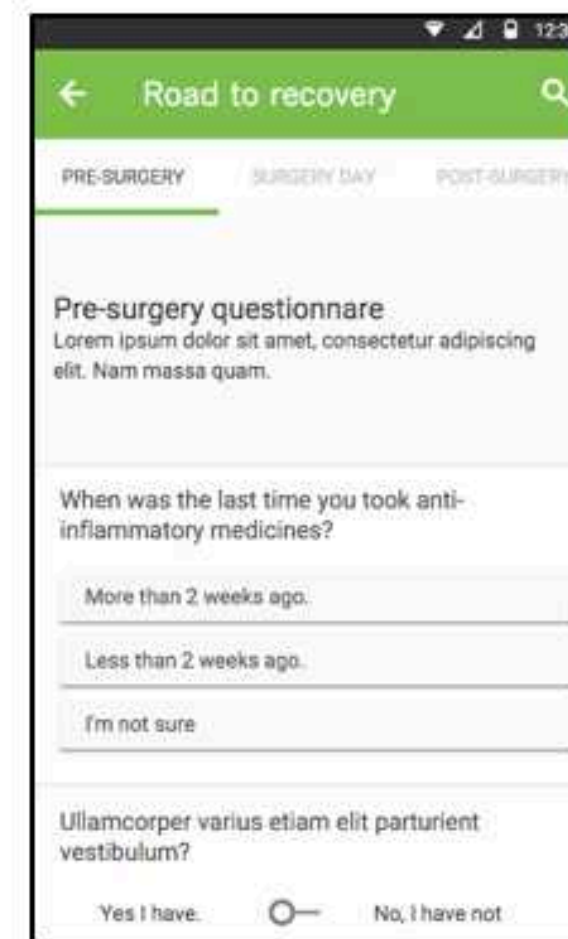 12:3
Road to recovery
PRE-SURGERY SURGERY DAY POST-SURGERY
Pre-surgery questionnare
Lorem ipsum dolor sit amet, consectetur adipiscing
elit. Nam massa quam.
When was the last time you took anti-
inflammatory medicines?
More than 2 weeks ago.
Less than 2 weeks ago.
I'm not sure
Ullamcorper varius etiam elit parturient
vestibulum?
Yes I have. No, I have not